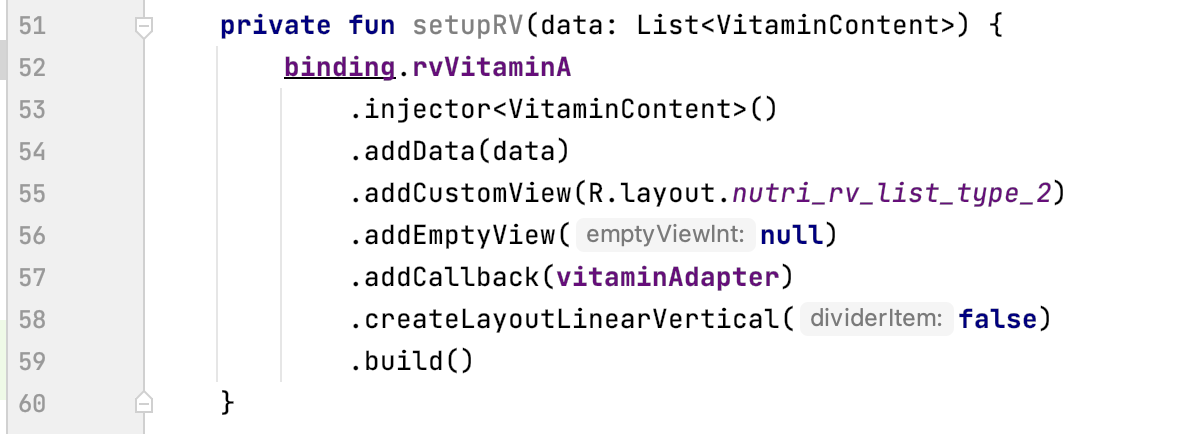 51 private fun setupRV(data: List<VitaminContent>) {
52 binding.rvVitaminA
53 .injector<VitaminContent>()
54 .addData(data)
55 .addCustomView(R.layout.nutri_rv_list_type_2)
56 .addEmptyView( emptyViewInt: null)
57 .addCallback(vitaminAdapter)
58 .createLayoutLinearVertical( dividerItem: false)
59 .build()
60 }